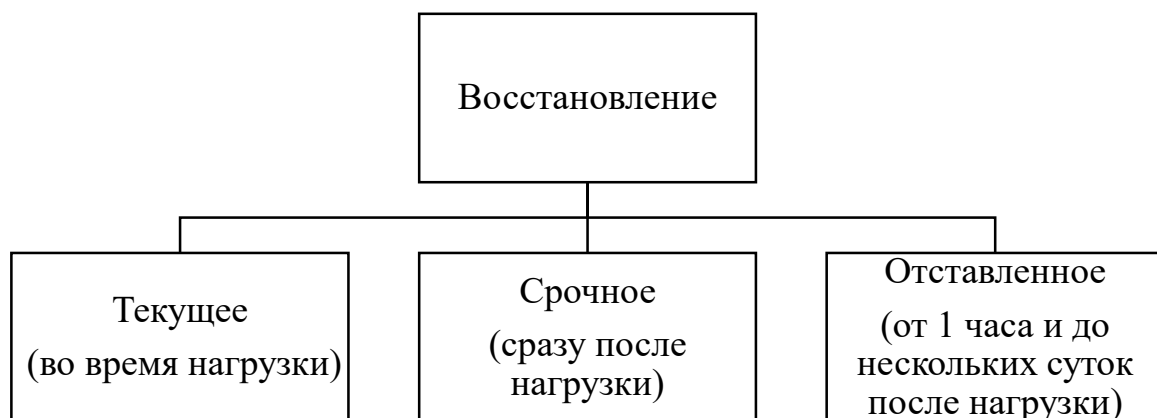 Восстановление
Текущее
(во время нагрузки)
Срочное
(сразу после
нагрузки)
Отставленное
(от 1 часа и до
нескольких суток
после нагрузки)